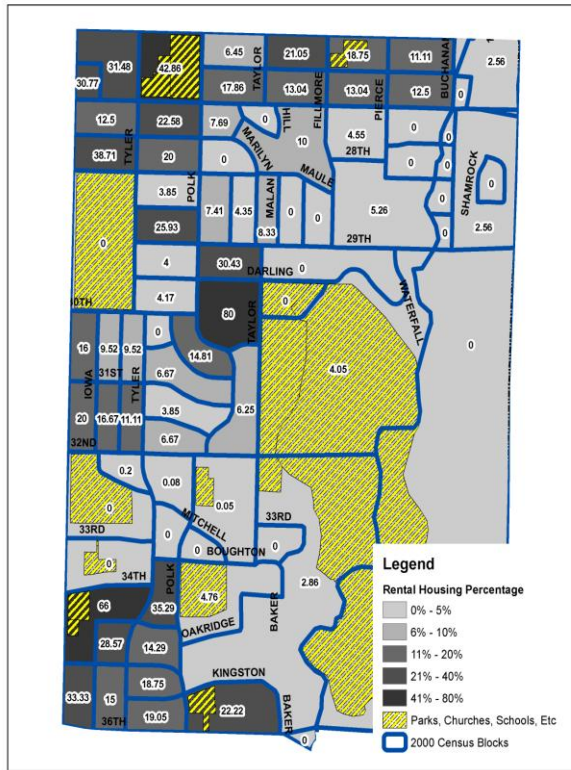 6.45
TAYLOR
21.05
18.75
11.11
BUCHANAN
2.56
31.48
42.86
30.77
17.86
13.04
FILLMORE
13.04
PIERCE
12.5
0
12.5
22.58
7.69
0
HILL
4.55
0
0
TYLER
MARILYN
10
28TH
38.71
20
0
MAULE
0
0
SHAMROCK
0
3.85
POLK
7.41
4.35
MALAN
0
0
5.26
0
2.56
25.93
8.33
29TH
0
4
30.43
DARLING
0
4.17
80
TAYLOR
0
WATERFALL
0
16
9.52
9.52
0
14.81
4.05
31ST
IOWA
TYLER
6.67
20
16.67
11.11
3.85
6.25
32ND
6.67
0.2
0.08
0.05
0
MITCHELL
33RD
33RD
0
0
BOUGHTON
0
0
34TH
POLK
2.86
66
35.29
4.76
BAKER
28.57
14.29
OAKRIDGE
KINGSTON
33.33
15
18.75
22.22
BAKER
36TH
19.05
0
Legend
Rental Housing Percentage
0% - 5%
6% - 10%
11% - 20%
21% - 40%
41% - 80%
Parks, Churches, Schools, Etc
2000 Census Blocks